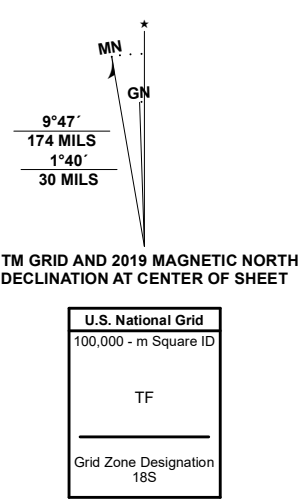 ★
MN
GN
9°47´
174 MILS
1°40´
30 MILS
TM GRID AND 2019 MAGNETIC NORTH
DECLINATION AT CENTER OF SHEET
U.S. National Grid
100,000 - m Square ID
TF
Grid Zone Designation
18S